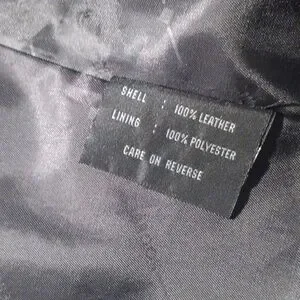 SHELL : 100% LEATHER
LINING : 100% POLYESTER
CARE ON REVERSE